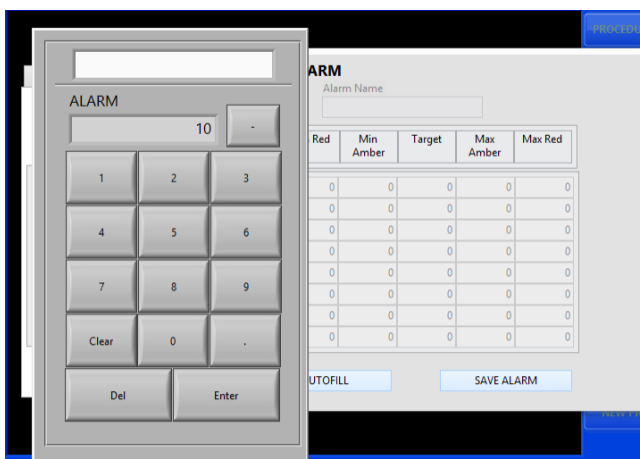 PROCEDU
ARM
Alarm Name
ALARM
10 -
Red Min Amber Target Max Amber Max Red
1 2 3
0 0 0 0 0
0 0 0 0 0
4 5 6
0 0 0 0 0
0 0 0 0 0
7 8 9
0 0 0 0 0
0 0 0 0 0
0 0 0 0 0
0 0 0 0 0
Clear 0 .
UTOFILL SAVE ALARM
Del Enter
NEW PR